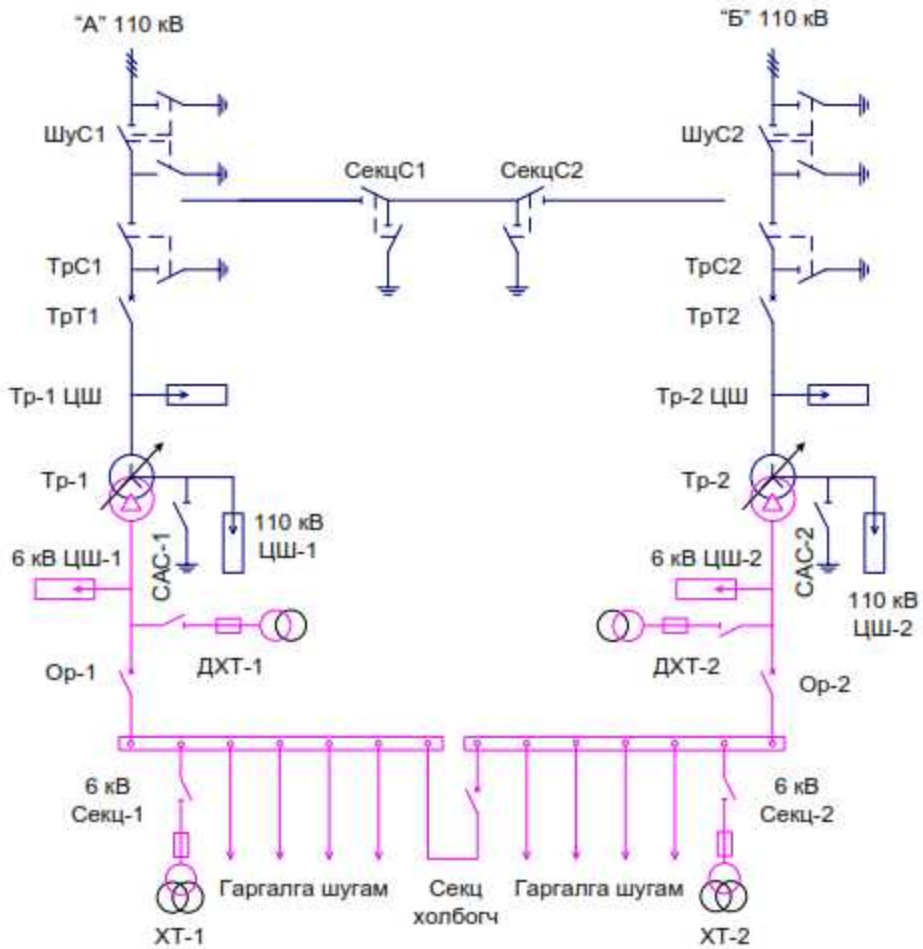 "А" 110 кВ
"Б" 110 кВ
ШуС1
ШуС2
СекцС1
СекцС2
ТрС1
ТрС2
ТрТ1
ТрТ2
Тр-1 ЦШ
Тр-2 ЦШ
Тр-1
Тр-2
110 кВ
ЦШ-1
САС-1
6 кВ ЦШ-1
6 кВ ЦШ-2
САС-2
110 кВ
ЦШ-2
ДХТ-1
ДХТ-2
Ор-1
Ор-2
6 кВ
Секц-1
6 кВ
Секц-2
Гаргалга шугам
Секц
холбогч
Гаргалга шугам
ХТ-1
ХТ-2